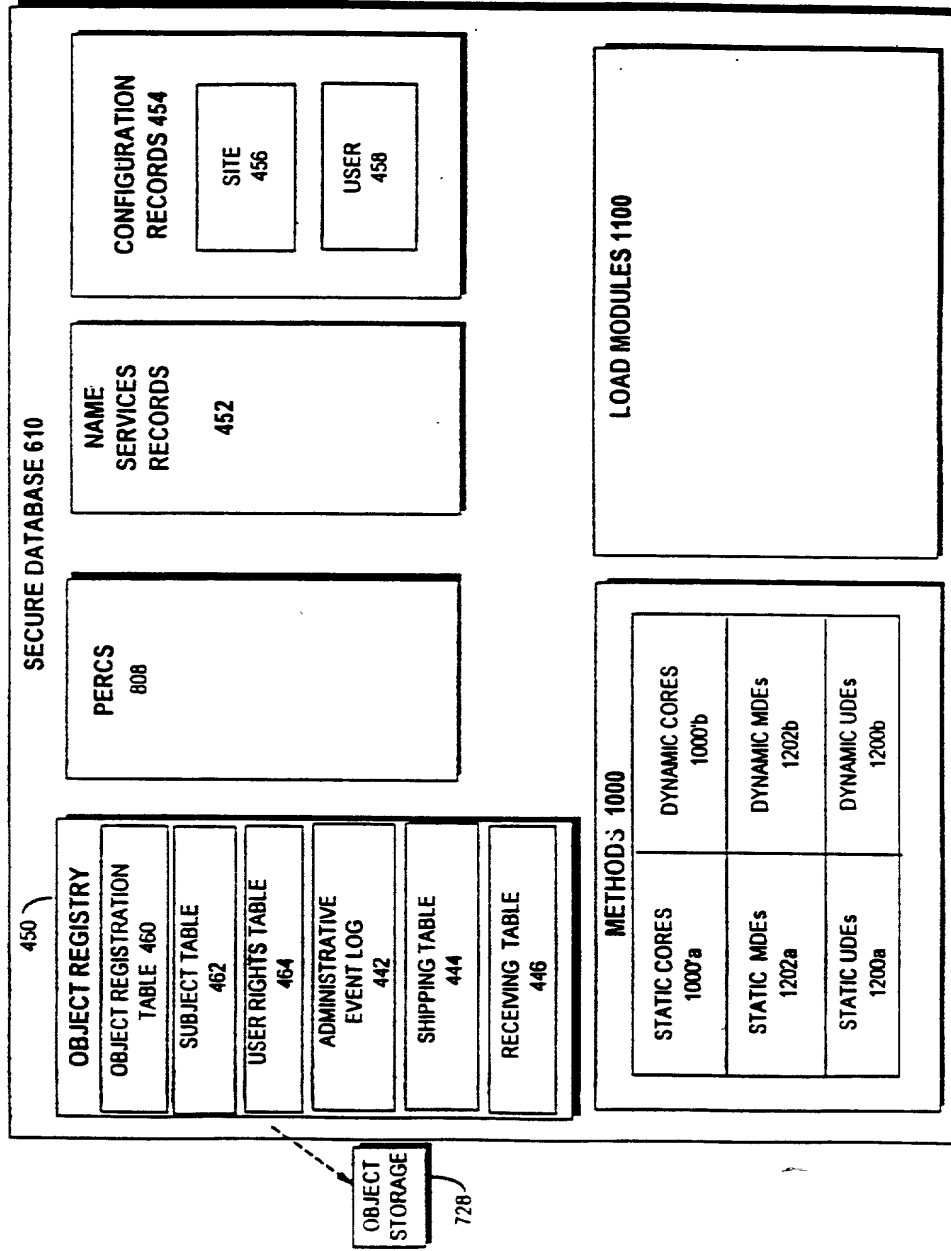 SECURE DATABASE 610
450
OBJECT REGISTRY
OBJECT REGISTRATION
TABLE 460
SUBJECT TABLE
462
USER RIGHTS TABLE
464
ADMINISTRATIVE
EVENT LOG
442
SHIPPING TABLE
444
RECEIVING TABLE
446
OBJECT
STORAGE
728
PERCS
808
NAME
SERVICES
RECORDS
452
CONFIGURATION
RECORDS 454
SITE
456
USER
458
METHODS 1000
STATIC CORES
1000'a
DYNAMIC CORES
1000'b
STATIC MDEs
1202a
DYNAMIC MDEs
1202b
STATIC UDEs
1200a
DYNAMIC UDEs
1200b
LOAD MODULES 1100